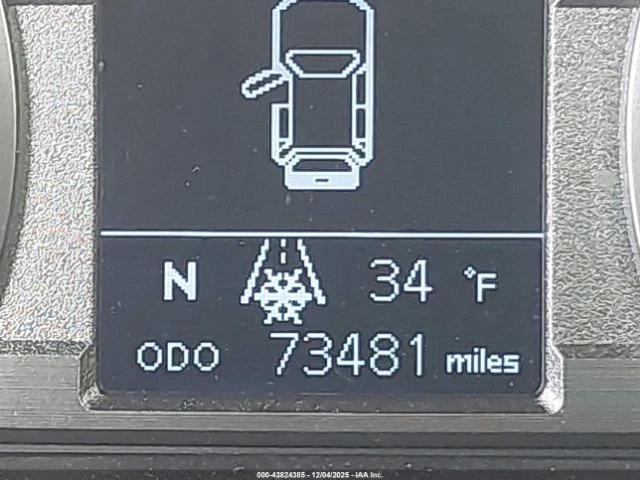 N 34 °F
ODO 73481 miles
000-43824385 - 12/04/2025 - IAA Inc.